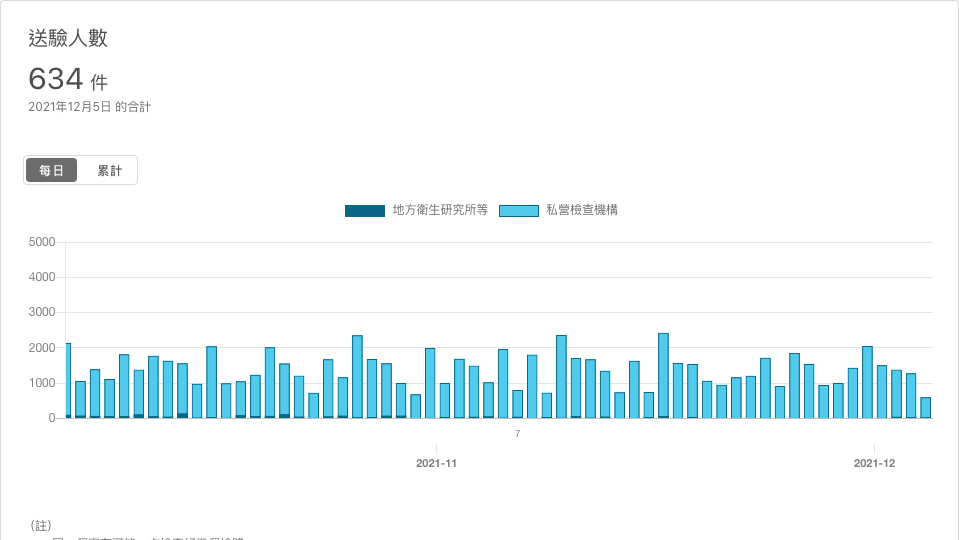 送驗人數
634 件
2021年12月5日 的合計
每日 累計
地方衛生研究所等 私營檢查機構
5000
4000
3000
2000
1000
0
7
2021-11 2021-12
(註)